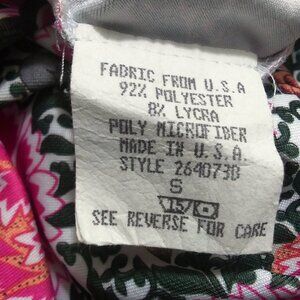 FABRIC FROM U.S.A
92% POLYESTER
8% LYCRA
POLY MICROFIBER
MADE IN U.S.A.
STYLE 264073D
S
SEE REVERSE FOR CARE